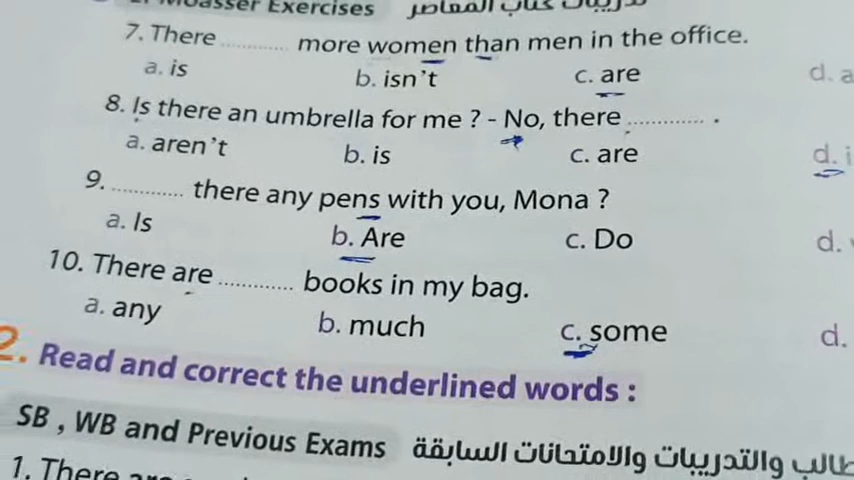 Exercises تدريبات كتاب المعاصر
7. There ............ more women than men in the office.
a. is b. isn't c. are d. a
8. Is there an umbrella for me ? - No, there ............ .
a. aren't b. is c. are d. i
9. ............ there any pens with you, Mona ?
a. Is b. Are c. Do d.
10. There are ............ books in my bag.
a. any b. much c. some d.
2. Read and correct the underlined words :
SB , WB and Previous Exams والتدريبات والامتحانات السابقة
1. There are